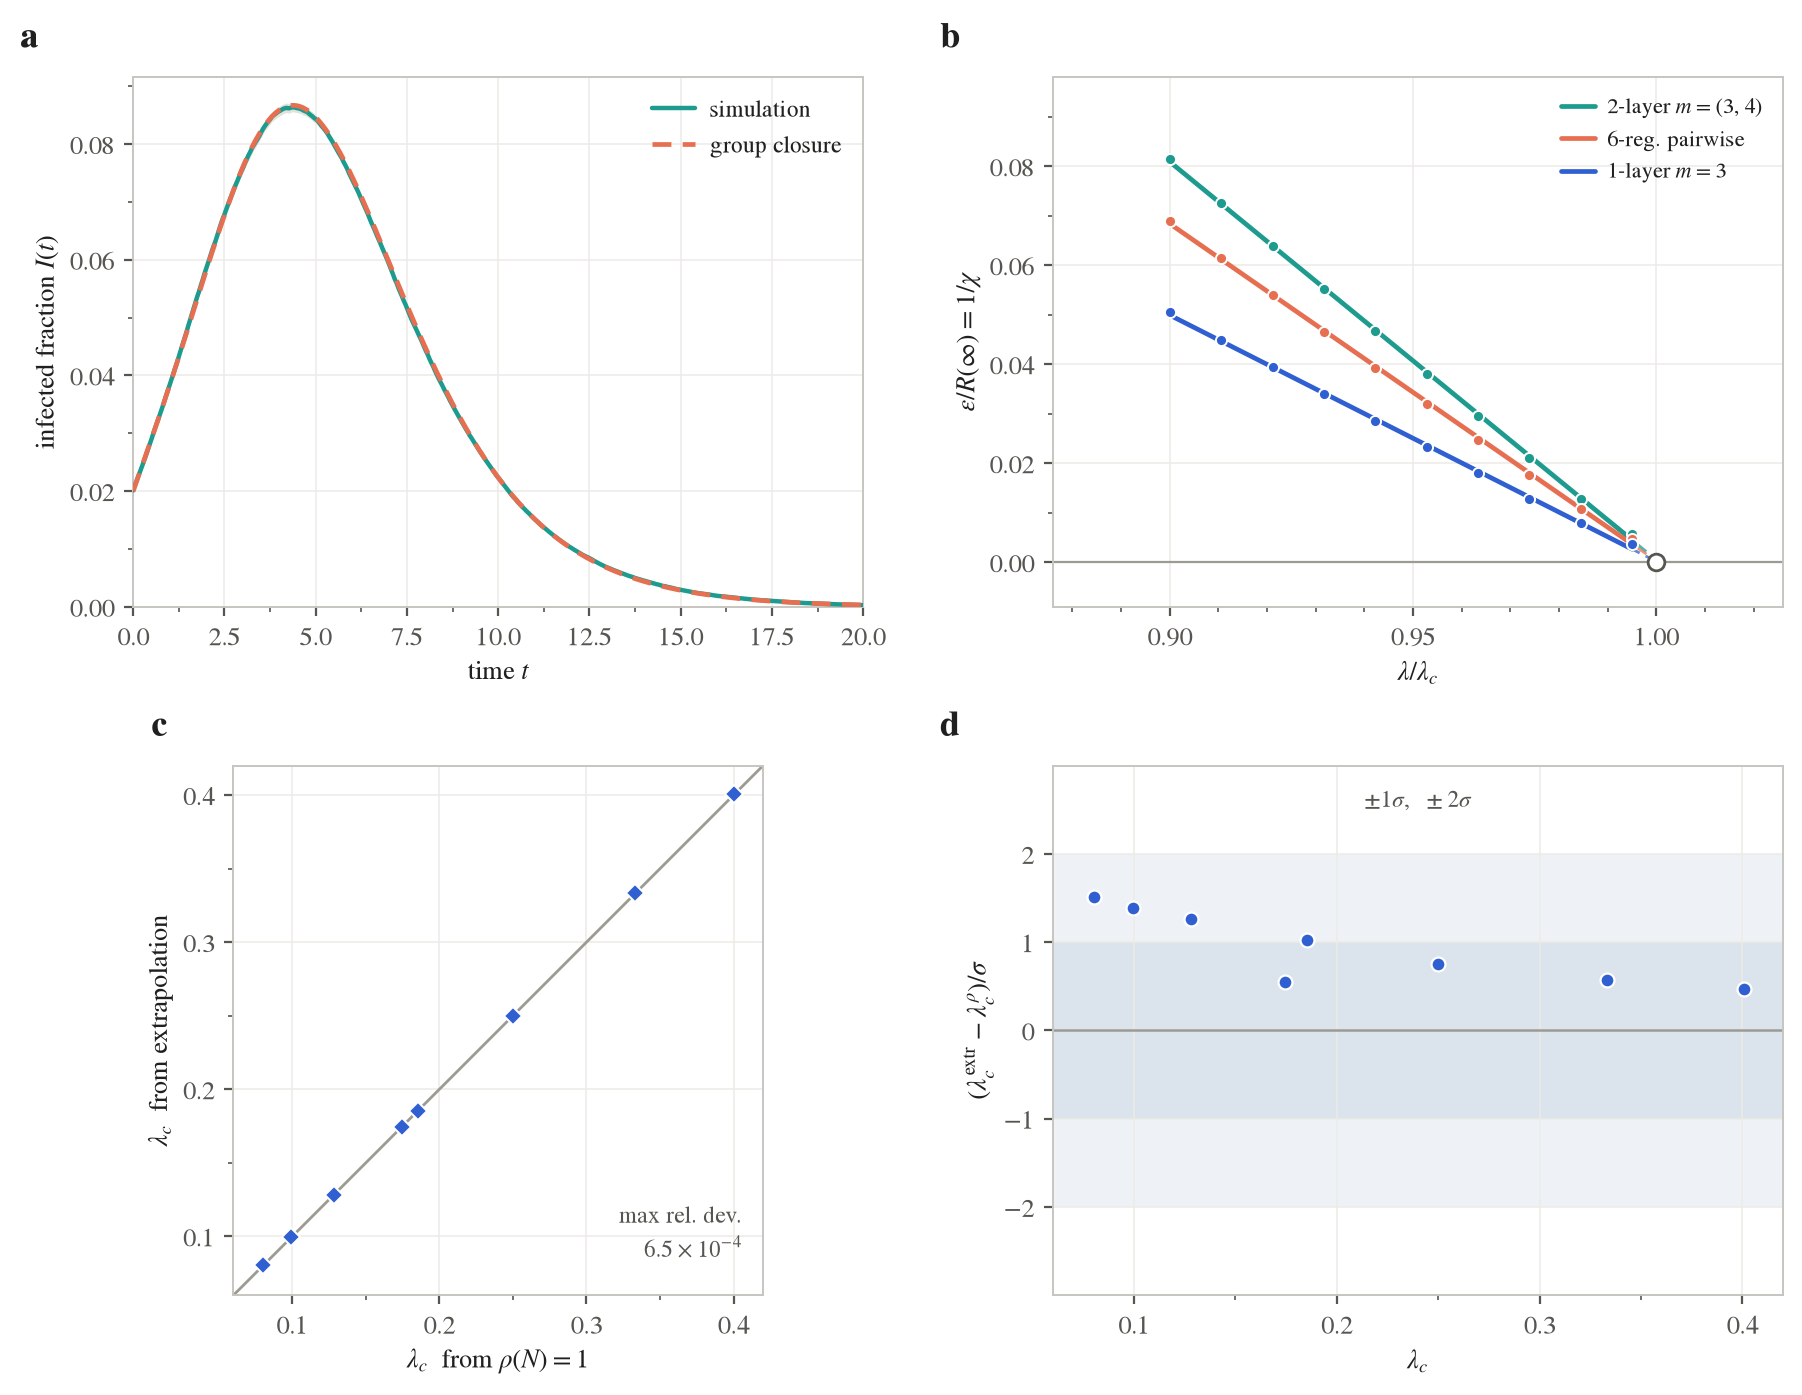 a
infected fraction I(t)
0.08
0.06
0.04
0.02
0.00
0.0 2.5 5.0 7.5 10.0 12.5 15.0 17.5 20.0
time t
simulation
group closure
b
ε/R(∞) = 1/χ
0.08
0.06
0.04
0.02
0.00
0.90 0.95 1.00
λ/λc
2-layer m = (3, 4)
6-reg. pairwise
1-layer m = 3
c
λc from extrapolation
0.4
0.3
0.2
0.1
0.1 0.2 0.3 0.4
λc from ρ(N) = 1
max rel. dev.
6.5 × 10⁻⁴
d
(λc^extr − λc^ρ)/σ
2
1
0
−1
−2
0.1 0.2 0.3 0.4
λc
±1σ, ±2σ